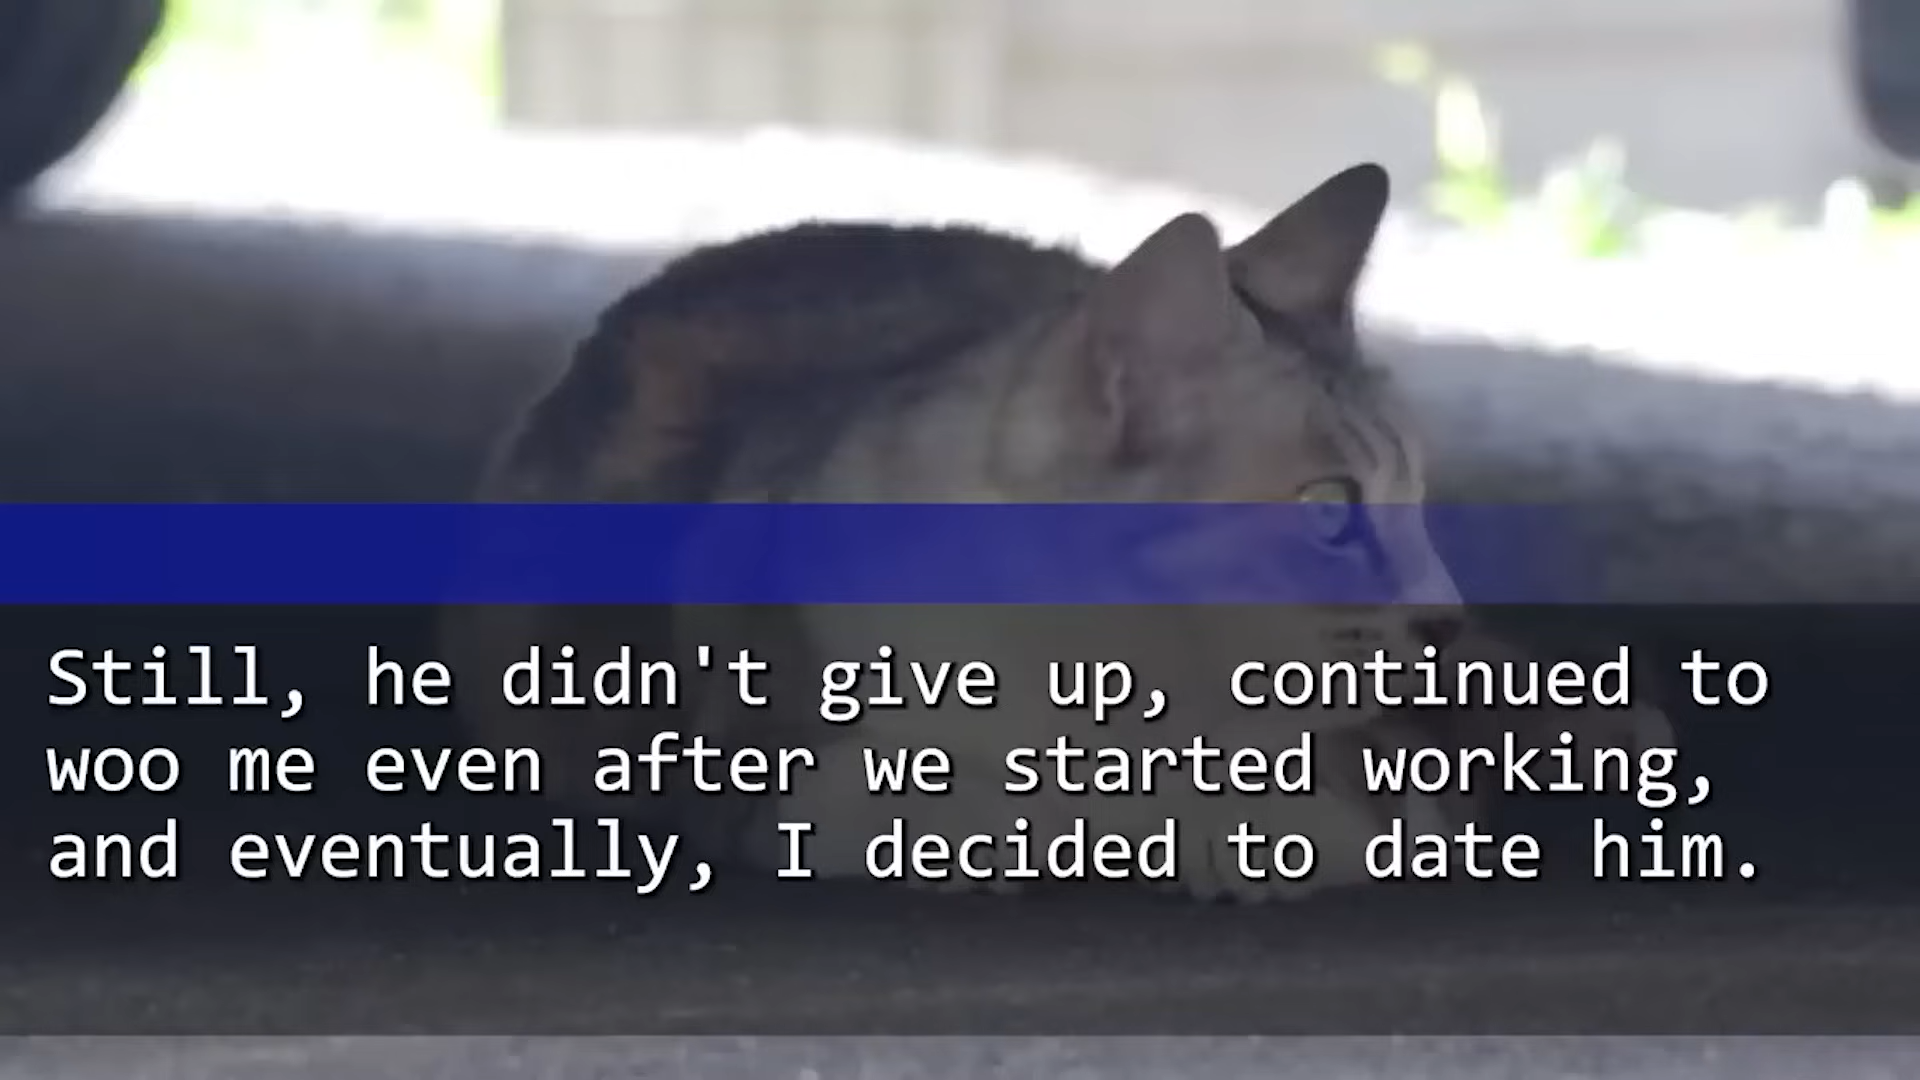 Still, he didn't give up, continued to
woo me even after we started working,
and eventually, I decided to date him.